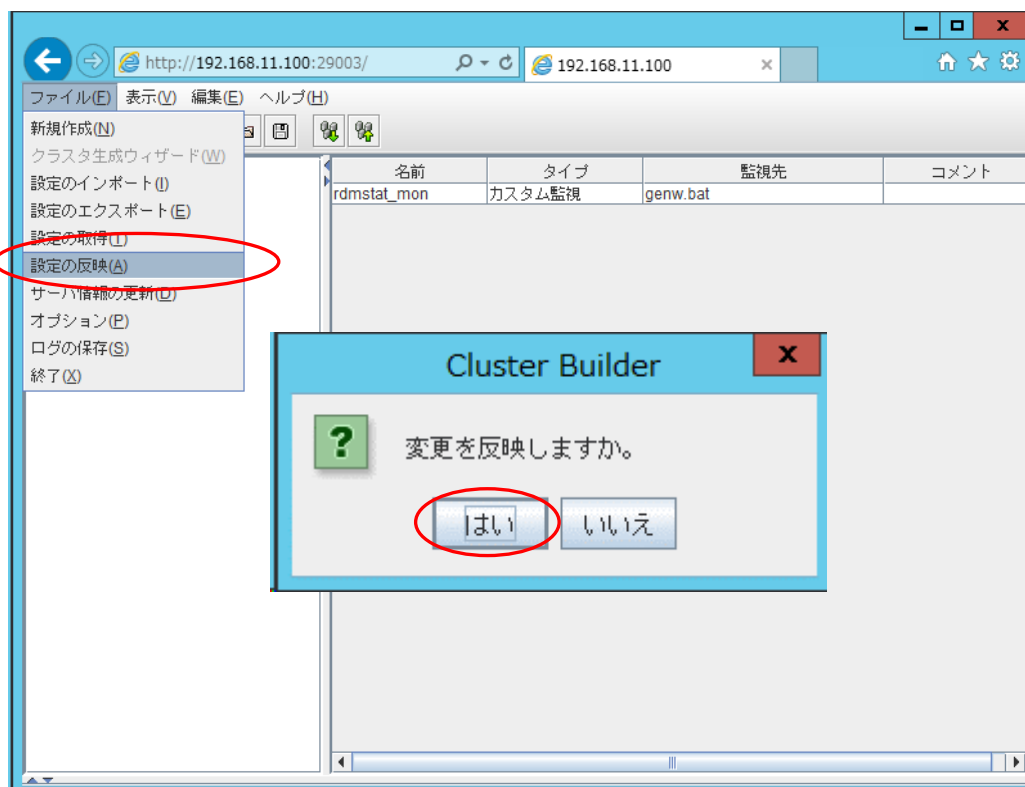 http://192.168.11.100:29003/
192.168.11.100
ファイル(F) 表示(V) 編集(E) ヘルプ(H)
新規作成(N)
クラスタ生成ウィザード(W)
設定のインポート(I)
設定のエクスポート(E)
設定の取得(T)
設定の反映(A)
サーバ情報の更新(D)
オプション(P)
ログの保存(S)
終了(X)
名前 タイプ 監視先 コメント
rdmstat_mon カスタム監視 genw.bat
Cluster Builder
変更を反映しますか。
はい いいえ